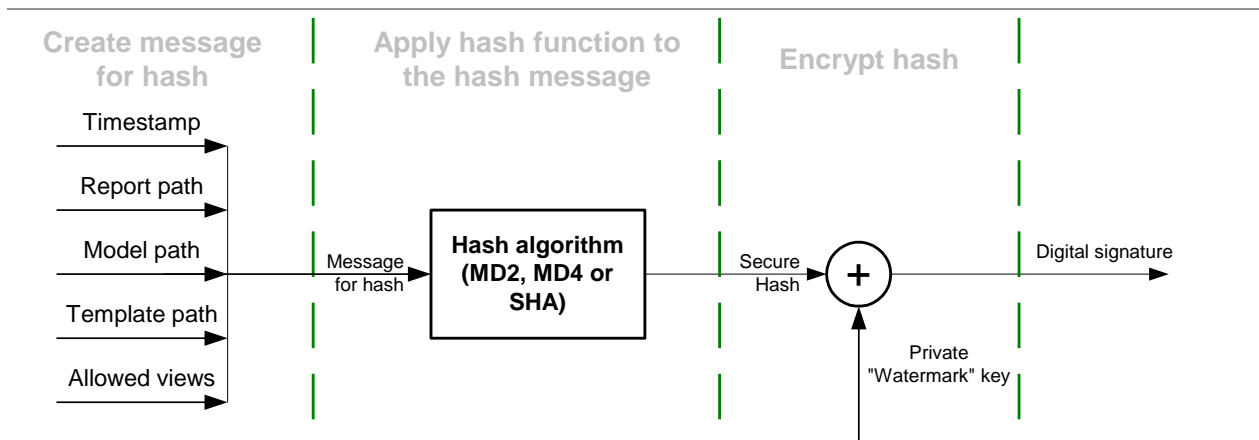 Create message
for hash
Apply hash function to
the hash message
Encrypt hash
Timestamp
Report path
Model path
Template path
Allowed views
Message
for hash
Hash algorithm
(MD2, MD4 or
SHA)
Secure
Hash
+
Digital signature
Private
"Watermark" key